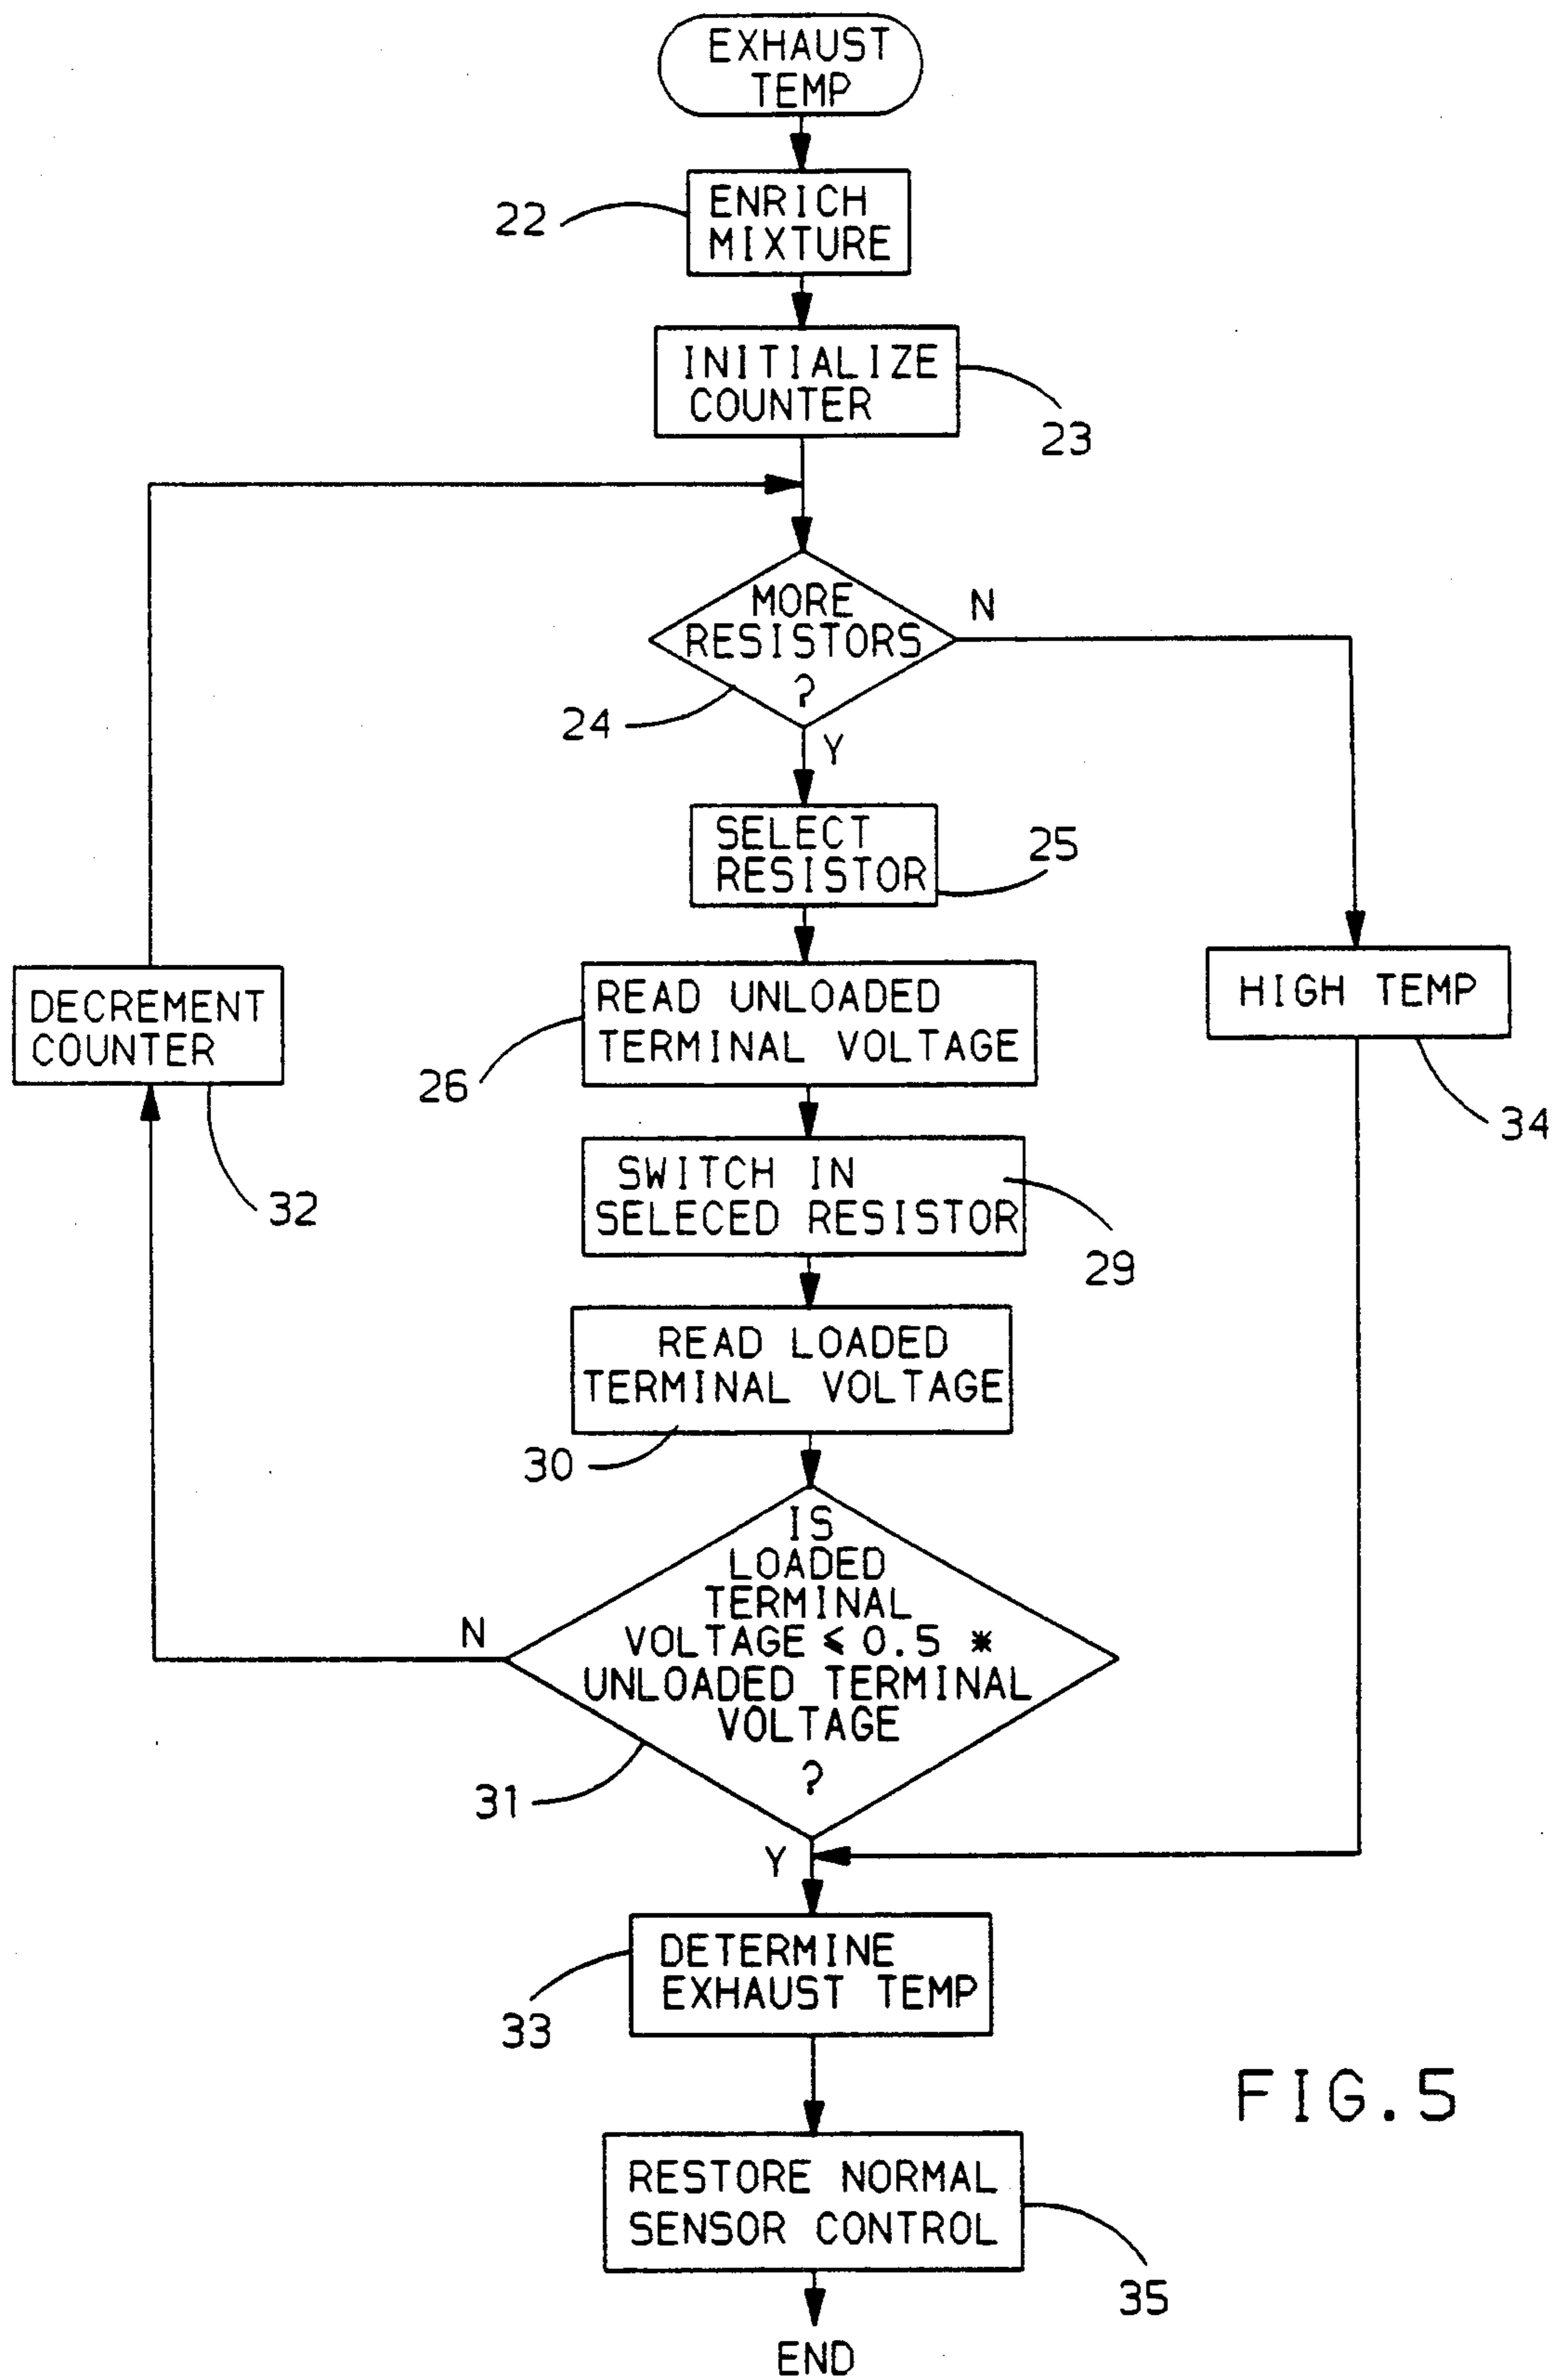 EXHAUST
TEMP
ENRICH
MIXTURE
22
INITIALIZE
COUNTER
23
MORE
RESISTORS
?
N
24
Y
SELECT
RESISTOR
25
READ UNLOADED
TERMINAL VOLTAGE
26
DECREMENT
COUNTER
32
HIGH TEMP
34
SWITCH IN
SELECED RESISTOR
29
READ LOADED
TERMINAL VOLTAGE
30
IS
LOADED
TERMINAL
VOLTAGE ≤ 0.5 *
UNLOADED TERMINAL
VOLTAGE
?
N
31
Y
DETERMINE
EXHAUST TEMP
33
FIG.5
RESTORE NORMAL
SENSOR CONTROL
35
END